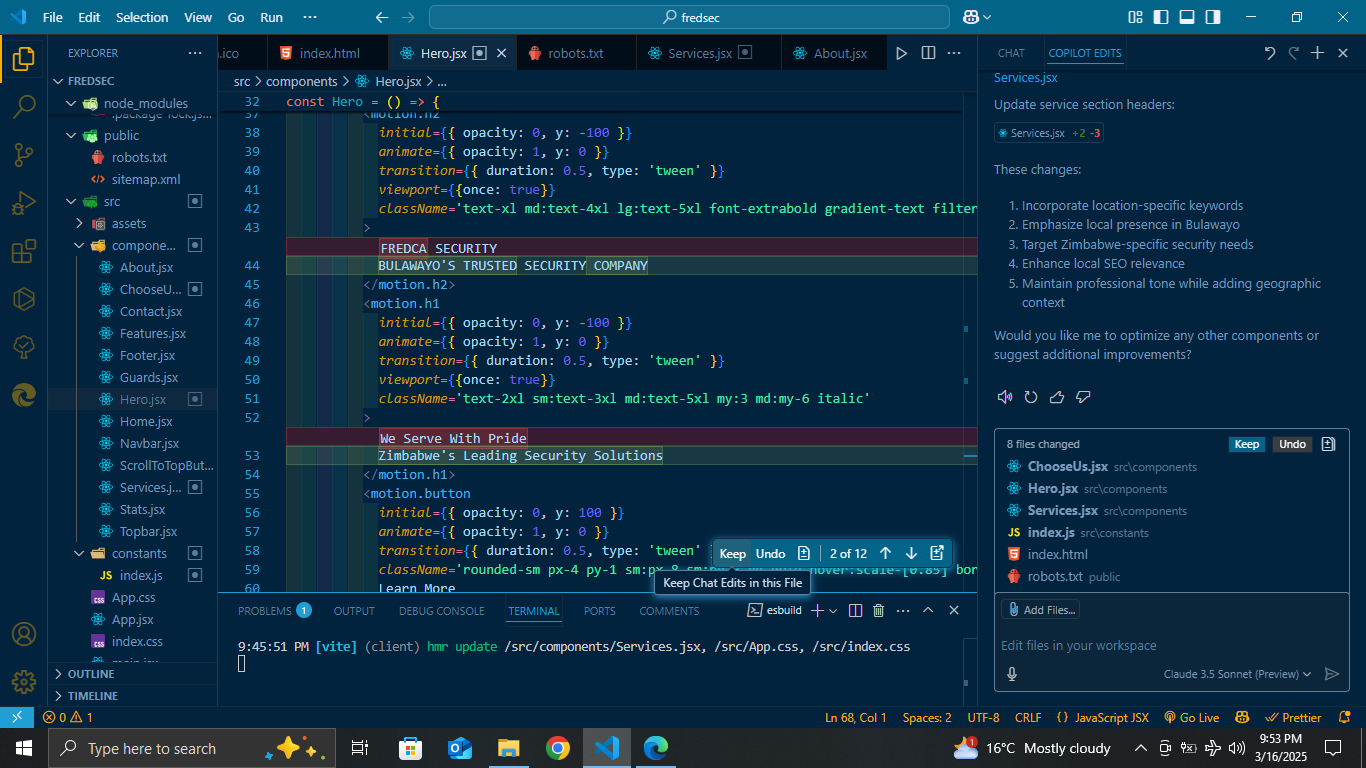 File Edit Selection View Go Run ··· fredsec
EXPLORER ···
FREDSEC
node_modules
public
robots.txt
sitemap.xml
src
assets
compone...
About.jsx
ChooseU...
Contact.jsx
Features.jsx
Footer.jsx
Guards.jsx
Hero.jsx
Home.jsx
Navbar.jsx
ScrollToTopBut...
Services.j...
Stats.jsx
Topbar.jsx
constants
JS index.js
App.css
App.jsx
index.css
OUTLINE
TIMELINE
.ico index.html Hero.jsx robots.txt Services.jsx About.jsx
src > components > Hero.jsx > ...
32 const Hero = () => {
37 <motion.h2
38 initial={{ opacity: 0, y: -100 }}
39 animate={{ opacity: 1, y: 0 }}
40 transition={{ duration: 0.5, type: 'tween' }}
41 viewport={{once: true}}
42 className='text-xl md:text-4xl lg:text-5xl font-extrabold gradient-text filter
43 >
FREDCA SECURITY
44 BULAWAYO'S TRUSTED SECURITY COMPANY
45 </motion.h2>
46 <motion.h1
47 initial={{ opacity: 0, y: -100 }}
48 animate={{ opacity: 1, y: 0 }}
49 transition={{ duration: 0.5, type: 'tween' }}
50 viewport={{once: true}}
51 className='text-2xl sm:text-3xl md:text-5xl my:3 md:my-6 italic'
52 >
We Serve With Pride
53 Zimbabwe's Leading Security Solutions
54 </motion.h1>
55 <motion.button
56 initial={{ opacity: 0, y: 100 }}
57 animate={{ opacity: 1, y: 0 }}
58 transition={{ duration: 0.5, type: 'tween'
59 className='rounded-sm px-4 py-1 sm:px-8 hover:scale-[0.85]
60 Learn More
Keep Undo 2 of 12
Keep Chat Edits in this File
PROBLEMS 1 OUTPUT DEBUG CONSOLE TERMINAL PORTS COMMENTS esbuild
9:45:51 PM [vite] (client) hmr update /src/components/Services.jsx, /src/App.css, /src/index.css
CHAT COPILOT EDITS
Services.jsx
Update service section headers:
Services.jsx +2 -3
These changes:
1. Incorporate location-specific keywords
2. Emphasize local presence in Bulawayo
3. Target Zimbabwe-specific security needs
4. Enhance local SEO relevance
5. Maintain professional tone while adding geographic
context
Would you like me to optimize any other components or
suggest additional improvements?
8 files changed Keep Undo
ChooseUs.jsx src\components
Hero.jsx src\components
Services.jsx src\components
JS index.js src\constants
index.html
robots.txt public
Add Files...
Edit files in your workspace
Claude 3.5 Sonnet (Preview)
0 1 Ln 68, Col 1 Spaces: 2 UTF-8 CRLF {} JavaScript JSX Go Live Prettier
Type here to search 16°C Mostly cloudy 9:53 PM
3/16/2025